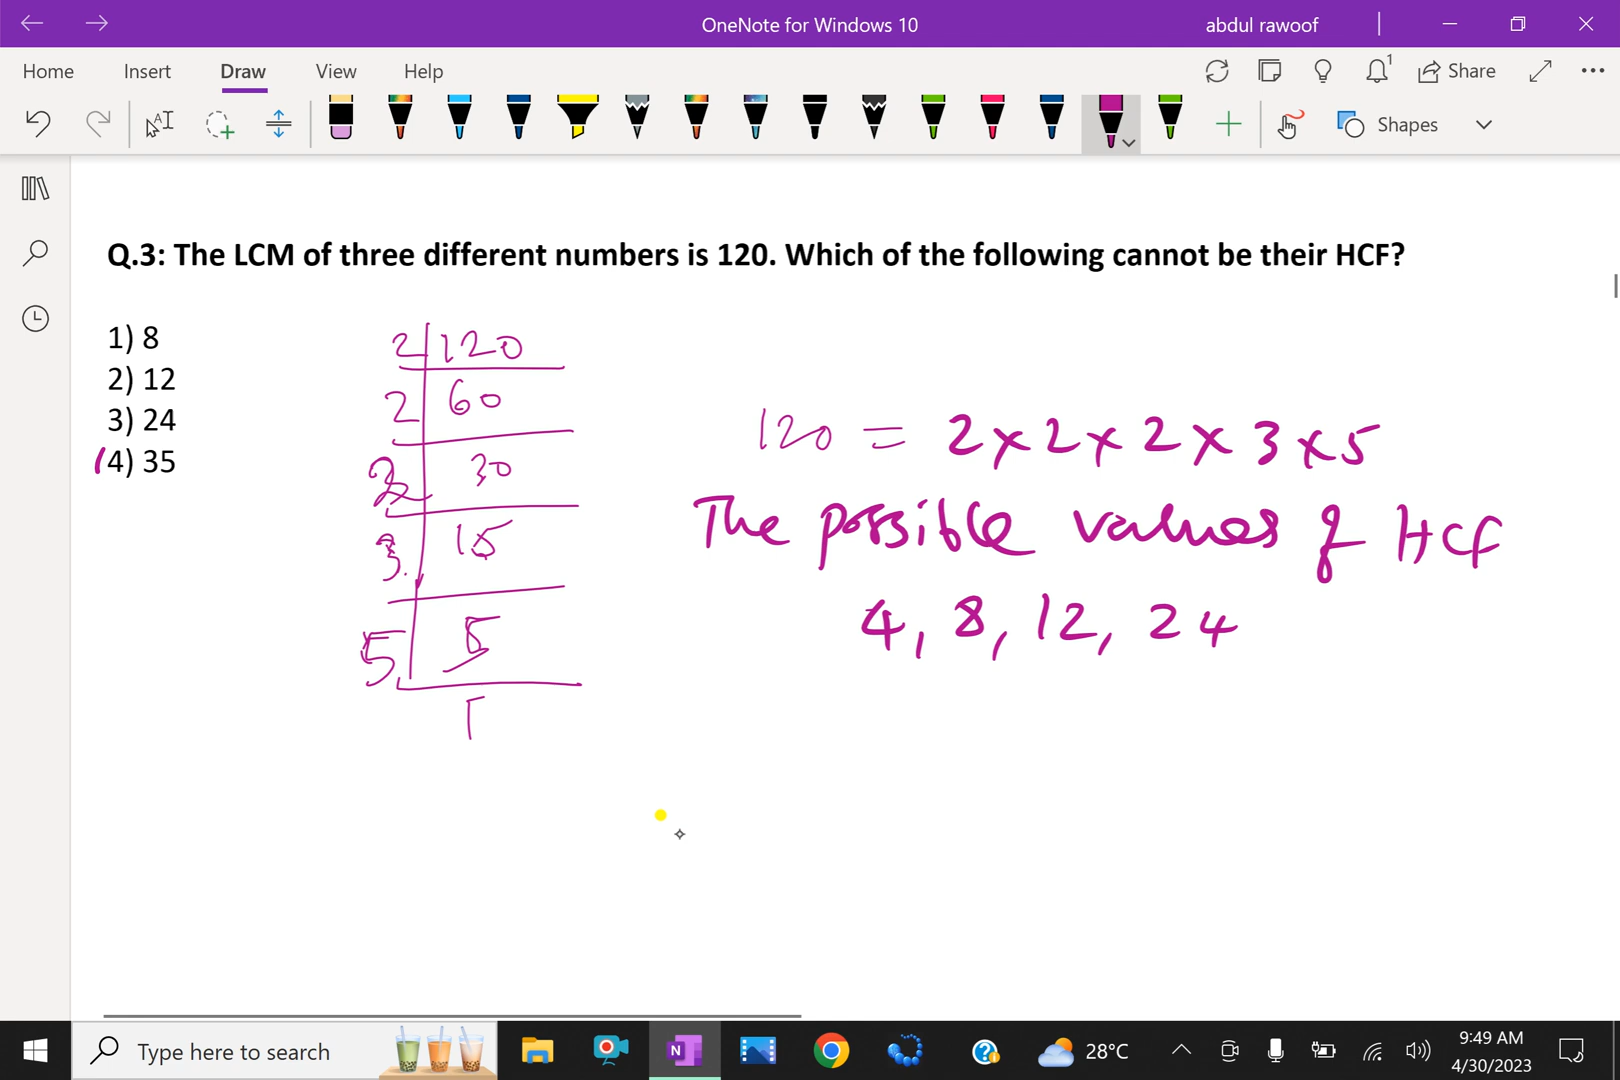 OneNote for Windows 10
abdul rawoof
Home Insert Draw View Help
1
Share
Shapes
Q.3: The LCM of three different numbers is 120. Which of the following cannot be their HCF?
1) 8
2) 12
3) 24
4) 35
2 120
2 60
2 30
3 15
5 5
1
120 = 2 x 2 x 2 x 3 x 5
The possible values of HCF
4, 8, 12, 24
Type here to search
N
28°C
9:49 AM
4/30/2023